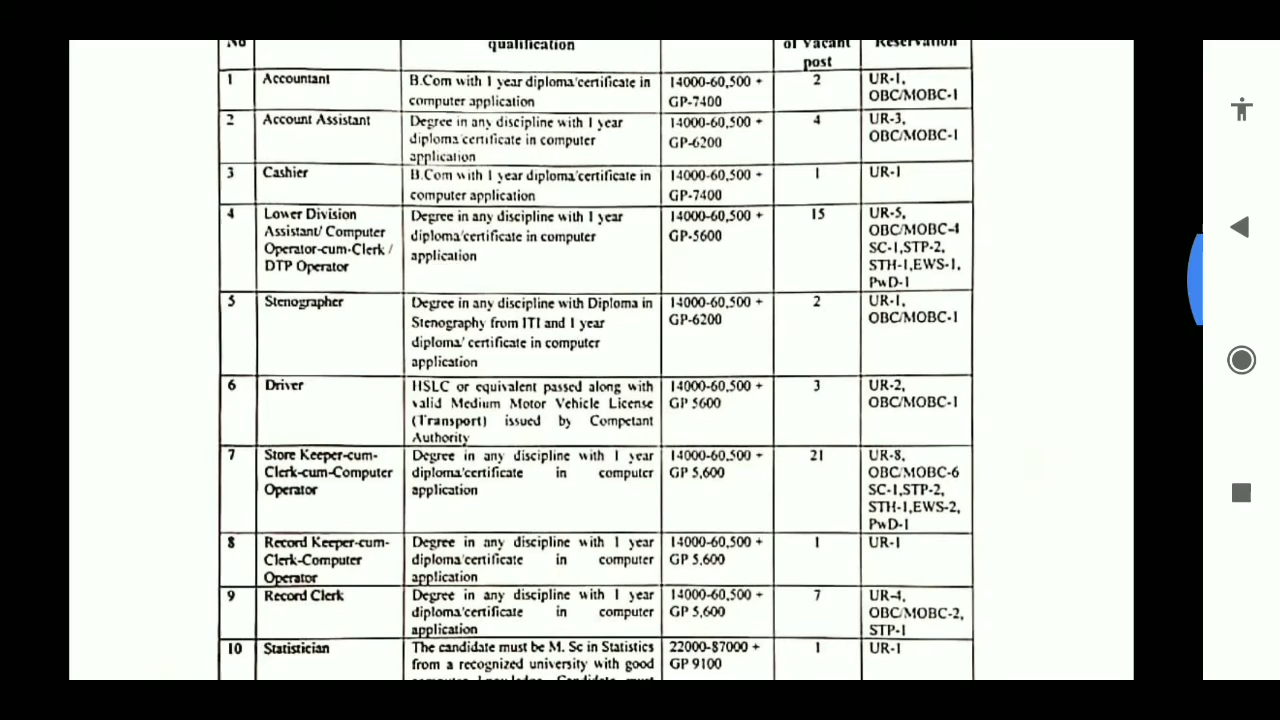 No
qualification
of Vacant
post
Reservation
1 Accountant B.Com with 1 year diploma/certificate in 14000-60,500 + 2 UR-1,
computer application GP-7400 OBC/MOBC-1
2 Account Assistant Degree in any discipline with 1 year 14000-60,500 + 4 UR-3,
diploma/certificate in computer GP-6200 OBC/MOBC-1
application
3 Cashier B.Com with 1 year diploma/certificate in 14000-60,500 + 1 UR-1
computer application GP-7400
4 Lower Division Degree in any discipline with 1 year 14000-60,500 + 15 UR-5,
Assistant/ Computer diploma/certificate in computer GP-5600 OBC/MOBC-4
Operator-cum-Clerk / application SC-1,STP-2,
DTP Operator STH-1,EWS-1,
PwD-1
5 Stenographer Degree in any discipline with Diploma in 14000-60,500 + 2 UR-1,
Stenography from ITI and 1 year GP-6200 OBC/MOBC-1
diploma/ certificate in computer
application
6 Driver HSLC or equivalent passed along with 14000-60,500 + 3 UR-2,
valid Medium Motor Vehicle License GP 5600 OBC/MOBC-1
(Transport) issued by Competant
Authority
7 Store Keeper-cum- Degree in any discipline with 1 year 14000-60,500 + 21 UR-8,
Clerk-cum-Computer diploma/certificate in computer GP 5,600 OBC/MOBC-6
Operator application SC-1,STP-2,
STH-1,EWS-2,
PwD-1
8 Record Keeper-cum- Degree in any discipline with 1 year 14000-60,500 + 1 UR-1
Clerk-Computer diploma/certificate in computer GP 5,600
Operator application
9 Record Clerk Degree in any discipline with 1 year 14000-60,500 + 7 UR-4,
diploma/certificate in computer GP 5,600 OBC/MOBC-2,
application STP-1
10 Statistician The candidate must be M. Sc in Statistics 22000-87000 + 1 UR-1
from a recognized university with good GP 9100